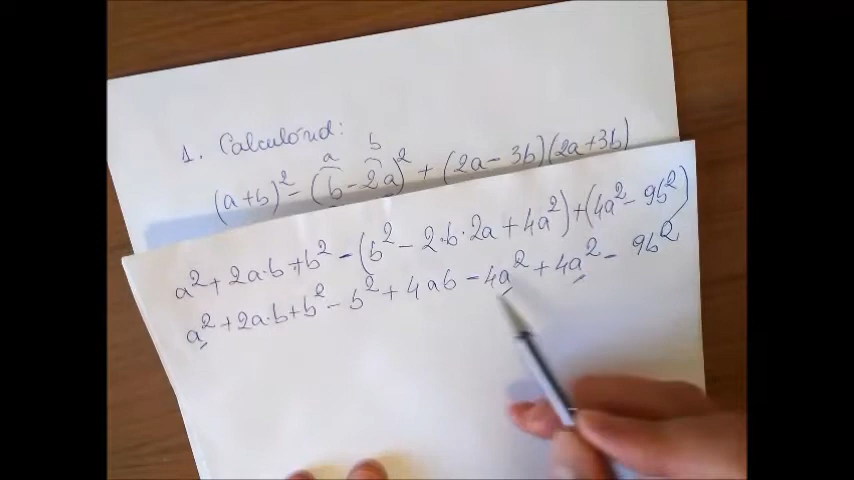 1. Calculând:
a b
(a+b)² - (b-2a)² + (2a-3b)(2a+3b)
a²+2a·b+b² - (b²-2·b·2a+4a²)+(4a²-9b²)
a²+2a·b+b²-b²+4ab-4a²+4a²-9b²